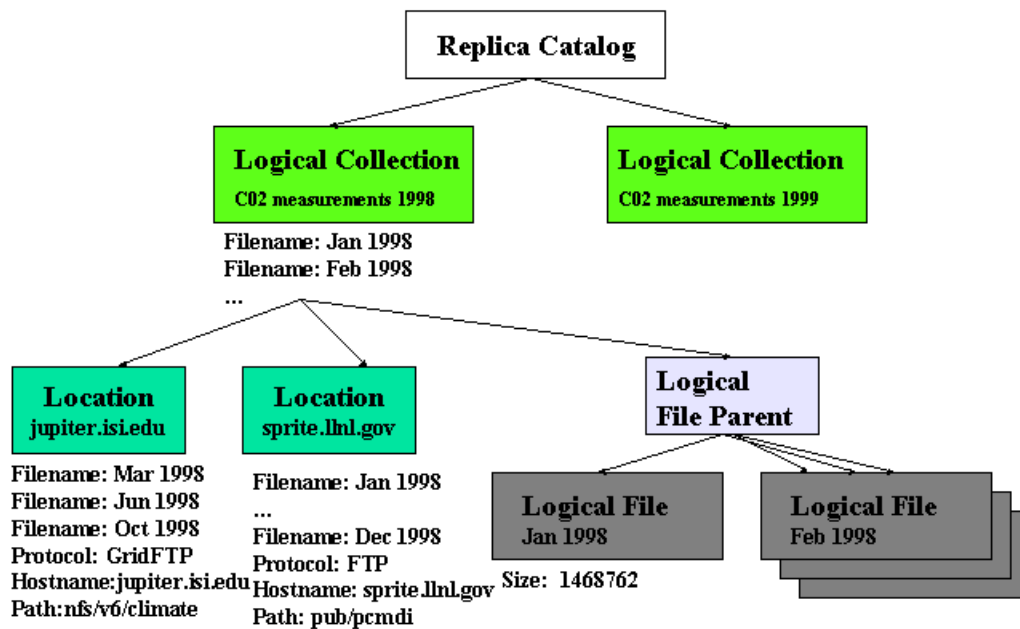 Replica Catalog
Logical Collection
C02 measurements 1998
Logical Collection
C02 measurements 1999
Filename: Jan 1998
Filename: Feb 1998
...
Location
jupiter.isi.edu
Location
sprite.llnl.gov
Logical
File Parent
Filename: Mar 1998
Filename: Jun 1998
Filename: Oct 1998
Protocol: GridFTP
Hostname:jupiter.isi.edu
Path:nfs/v6/climate
Filename: Jan 1998
...
Filename: Dec 1998
Protocol: FTP
Hostname: sprite.llnl.gov
Path: pub/pcmdi
Logical File
Jan 1998
Size: 1468762
Logical File
Feb 1998